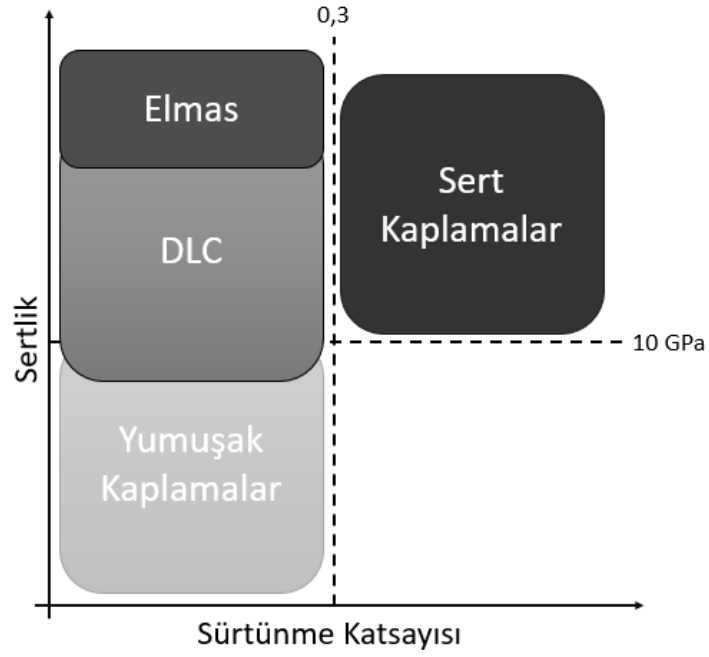 0,3
Elmas
Sert
Kaplamalar
DLC
Sertlik
10 GPa
Yumuşak
Kaplamalar
Sürtünme Katsayısı